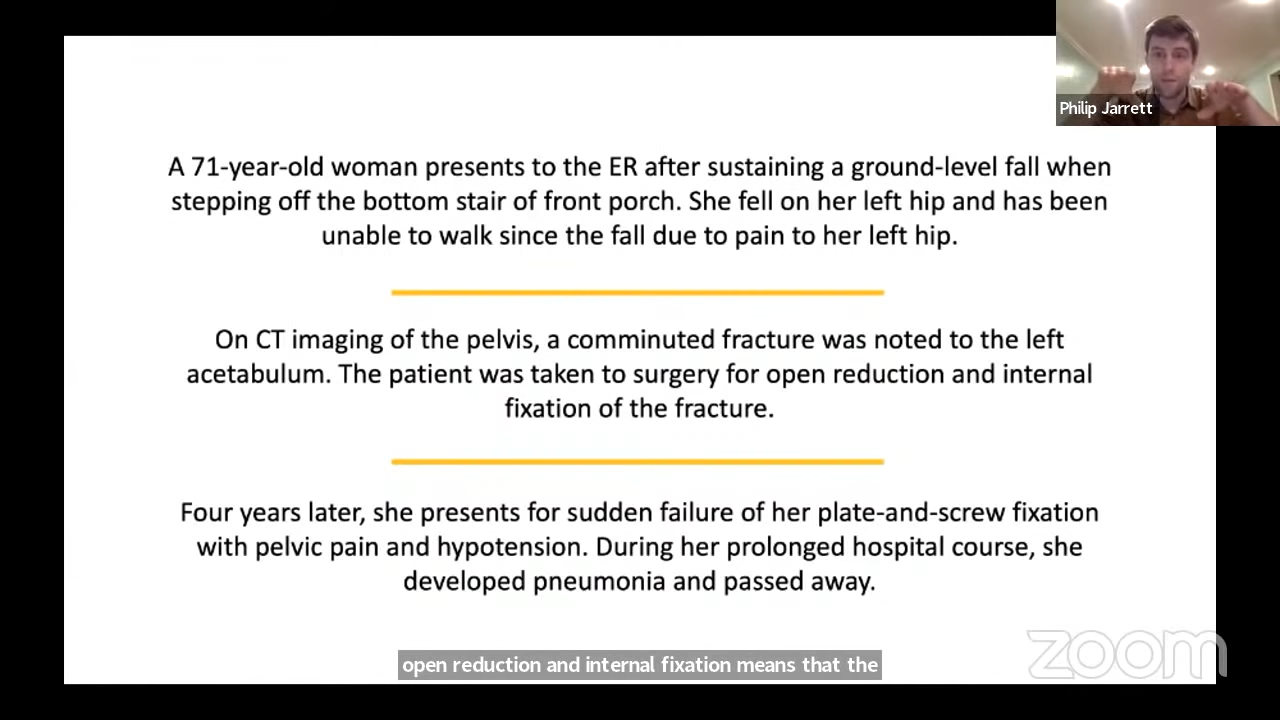 Philip Jarrett
A 71-year-old woman presents to the ER after sustaining a ground-level fall when
stepping off the bottom stair of front porch. She fell on her left hip and has been
unable to walk since the fall due to pain to her left hip.
On CT imaging of the pelvis, a comminuted fracture was noted to the left
acetabulum. The patient was taken to surgery for open reduction and internal
fixation of the fracture.
Four years later, she presents for sudden failure of her plate-and-screw fixation
with pelvic pain and hypotension. During her prolonged hospital course, she
developed pneumonia and passed away.
open reduction and internal fixation means that the
zoom